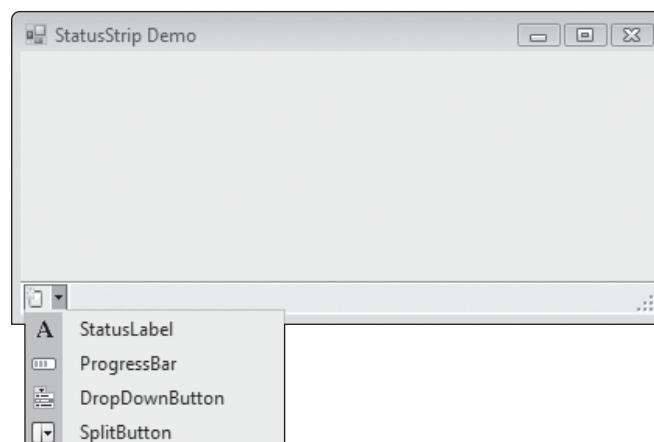 StatusStrip Demo
A StatusLabel
ProgressBar
DropDownButton
SplitButton